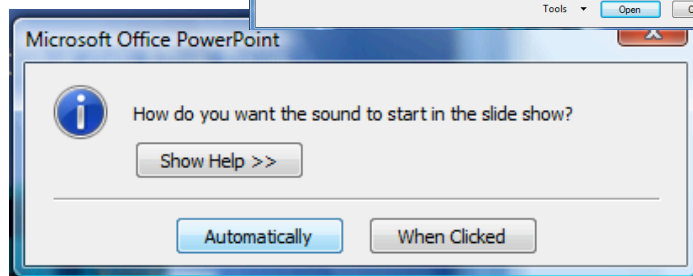 Tools Open
Microsoft Office PowerPoint
How do you want the sound to start in the slide show?
Show Help >>
Automatically When Clicked